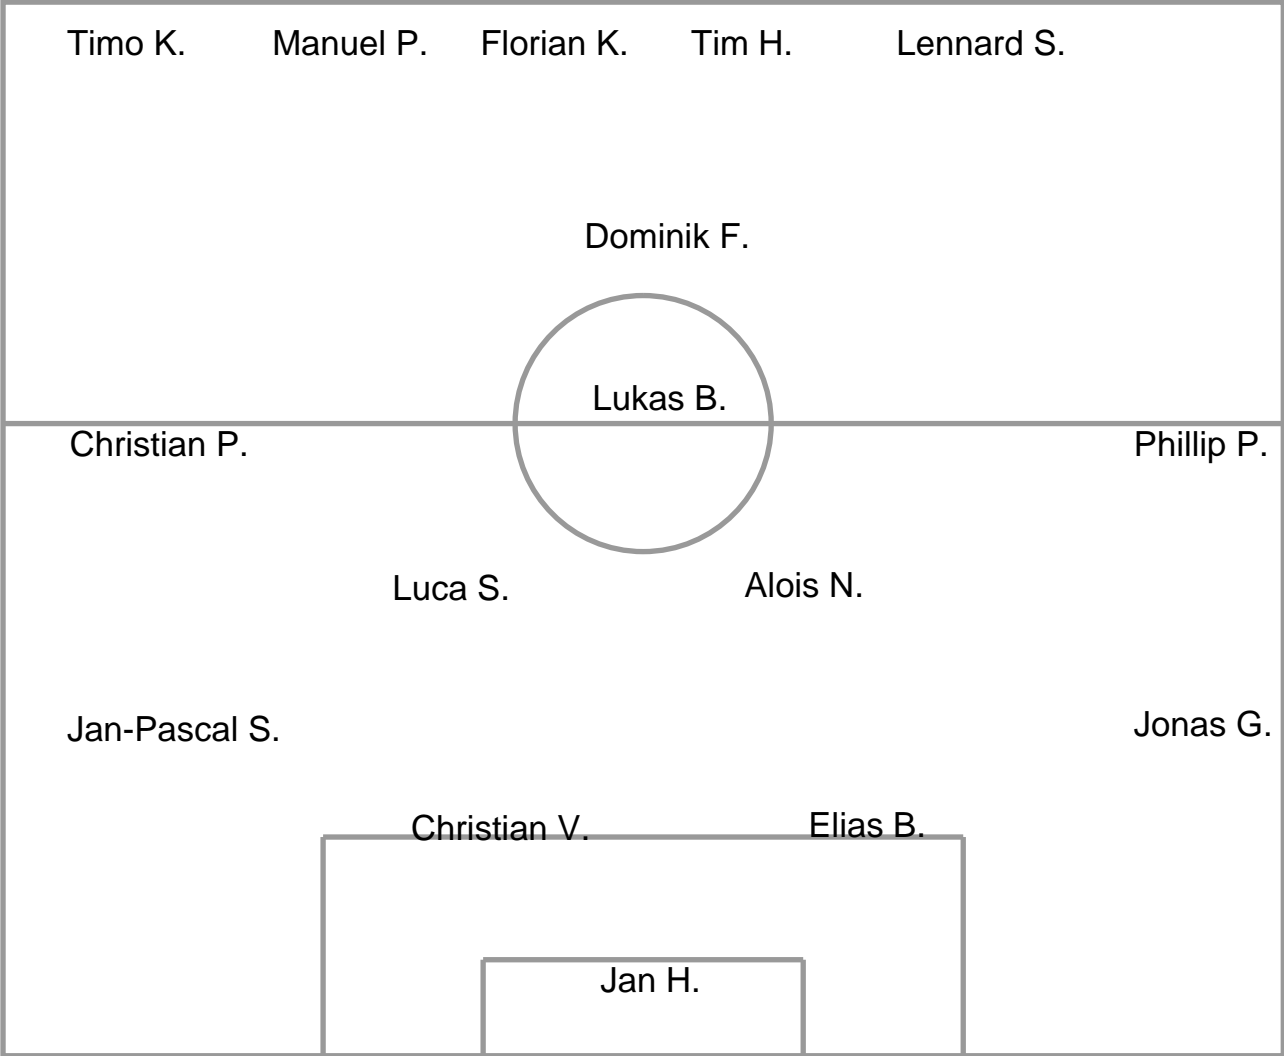 Timo K. Manuel P. Florian K. Tim H. Lennard S.
Dominik F.
Lukas B.
Christian P. Phillip P.
Luca S. Alois N.
Jan-Pascal S. Jonas G.
Christian V. Elias B.
Jan H.